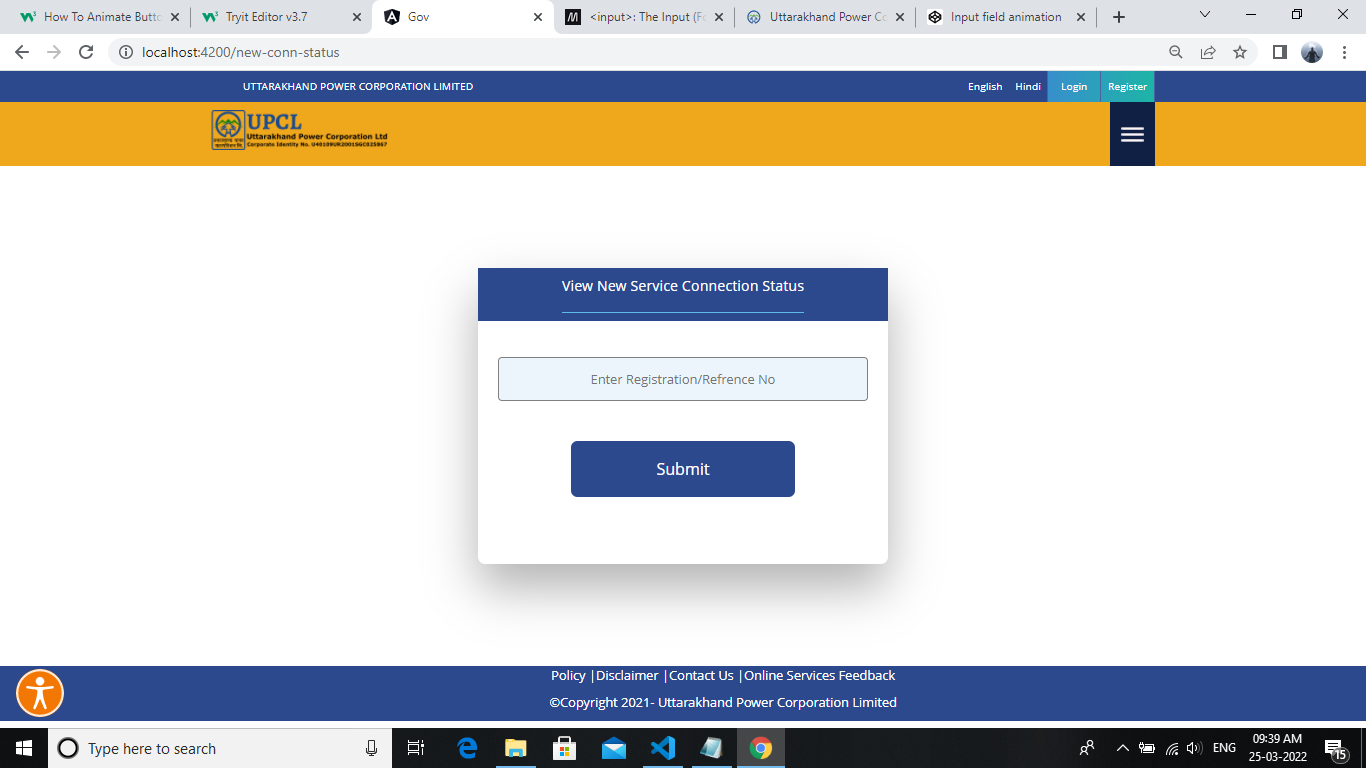 How To Animate Butto
Tryit Editor v3.7
Gov
<input>: The Input (Fo
Uttarakhand Power Co
Input field animation
localhost:4200/new-conn-status
UTTARAKHAND POWER CORPORATION LIMITED
English Hindi Login Register
UPCL
Uttarakhand Power Corporation Ltd
Corporate Identity No. U40109UR2001SGC025867
View New Service Connection Status
Enter Registration/Refrence No
Submit
Policy |Disclaimer |Contact Us |Online Services Feedback
©Copyright 2021- Uttarakhand Power Corporation Limited
Type here to search
ENG
09:39 AM
25-03-2022
15